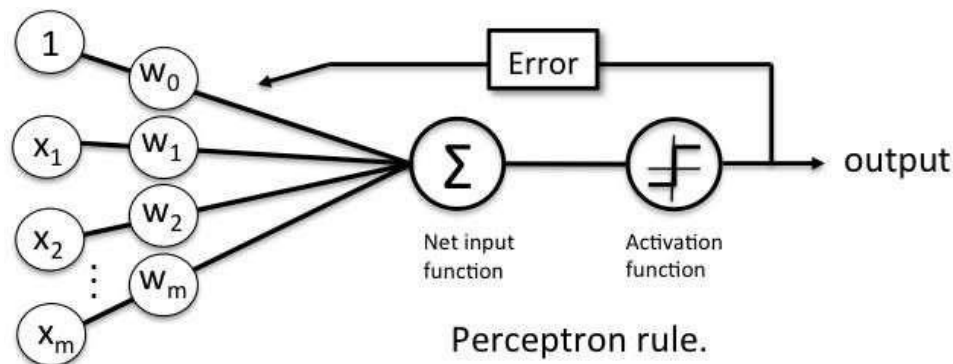 1
w₀
Error
x₁
w₁
Σ
output
x₂
w₂
Net input
function
Activation
function
⋮
wₘ
xₘ
Perceptron rule.